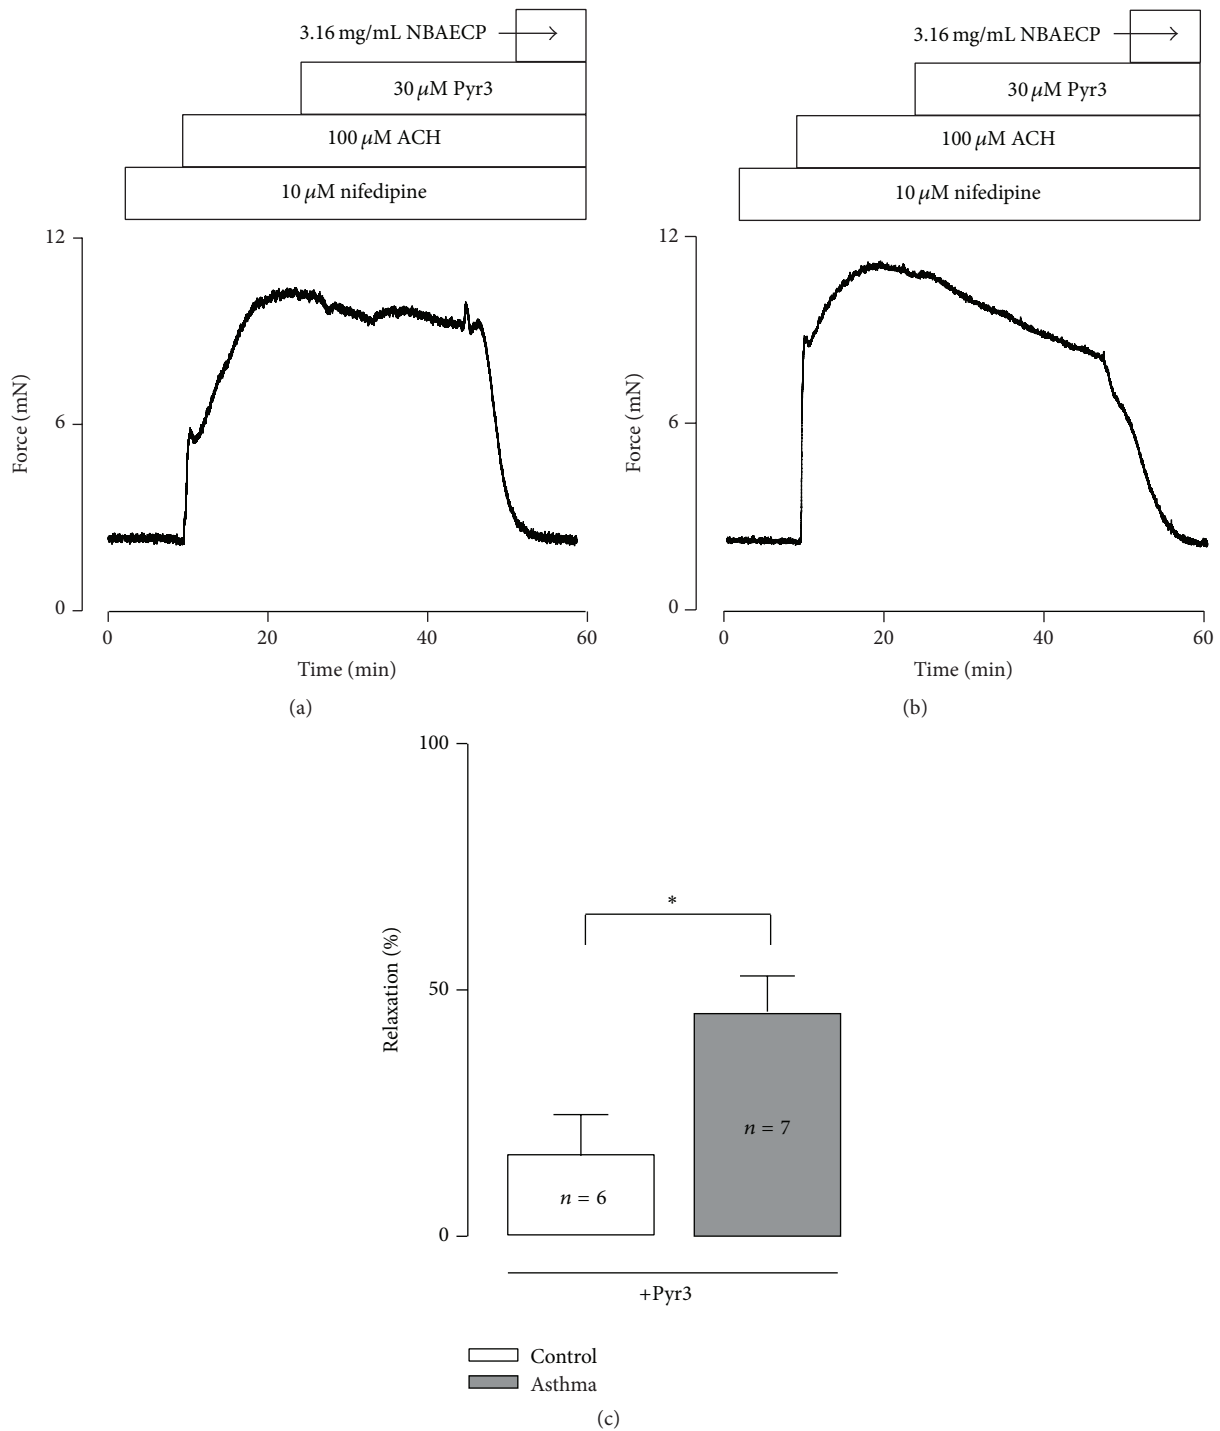 3.16 mg/mL NBAECP
30 μM Pyr3
100 μM ACH
10 μM nifedipine
12
6
0
Force (mN)
0 20 40 60
Time (min)
(a)
3.16 mg/mL NBAECP
30 μM Pyr3
100 μM ACH
10 μM nifedipine
12
6
0
Force (mN)
0 20 40 60
Time (min)
(b)
100
50
0
Relaxation (%)
*
n = 6
n = 7
+Pyr3
Control
Asthma
(c)